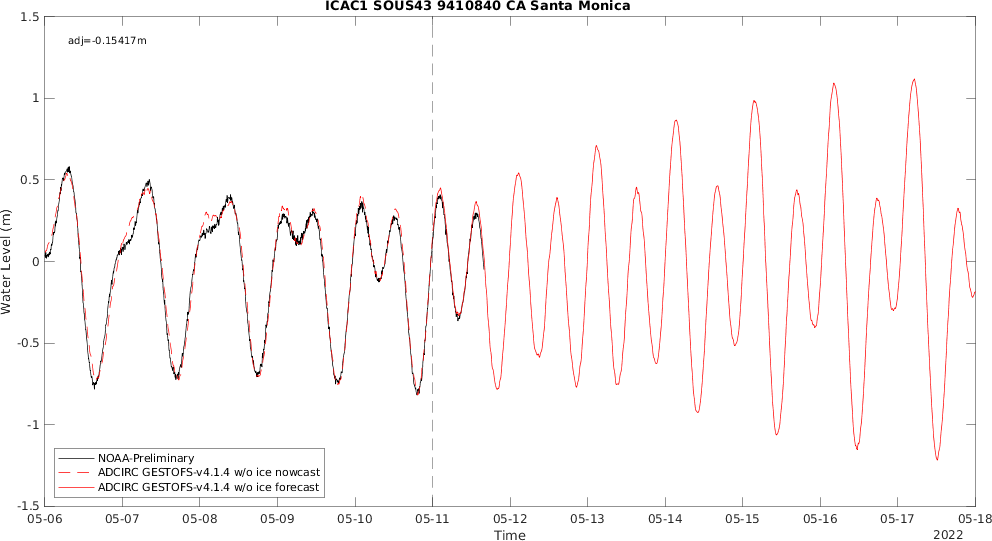 ICAC1 SOUS43 9410840 CA Santa Monica
adj=-0.15417m
1.5
1
0.5
0
-0.5
-1
-1.5
Water Level (m)
NOAA-Preliminary
ADCIRC GESTOFS-v4.1.4 w/o ice nowcast
ADCIRC GESTOFS-v4.1.4 w/o ice forecast
05-06 05-07 05-08 05-09 05-10 05-11 05-12 05-13 05-14 05-15 05-16 05-17 05-18
Time
2022